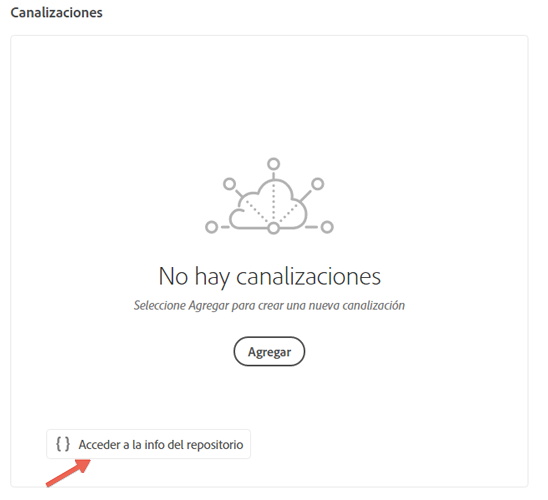 Canalizaciones
No hay canalizaciones
Seleccione Agregar para crear una nueva canalización
Agregar
{ } Acceder a la info del repositorio